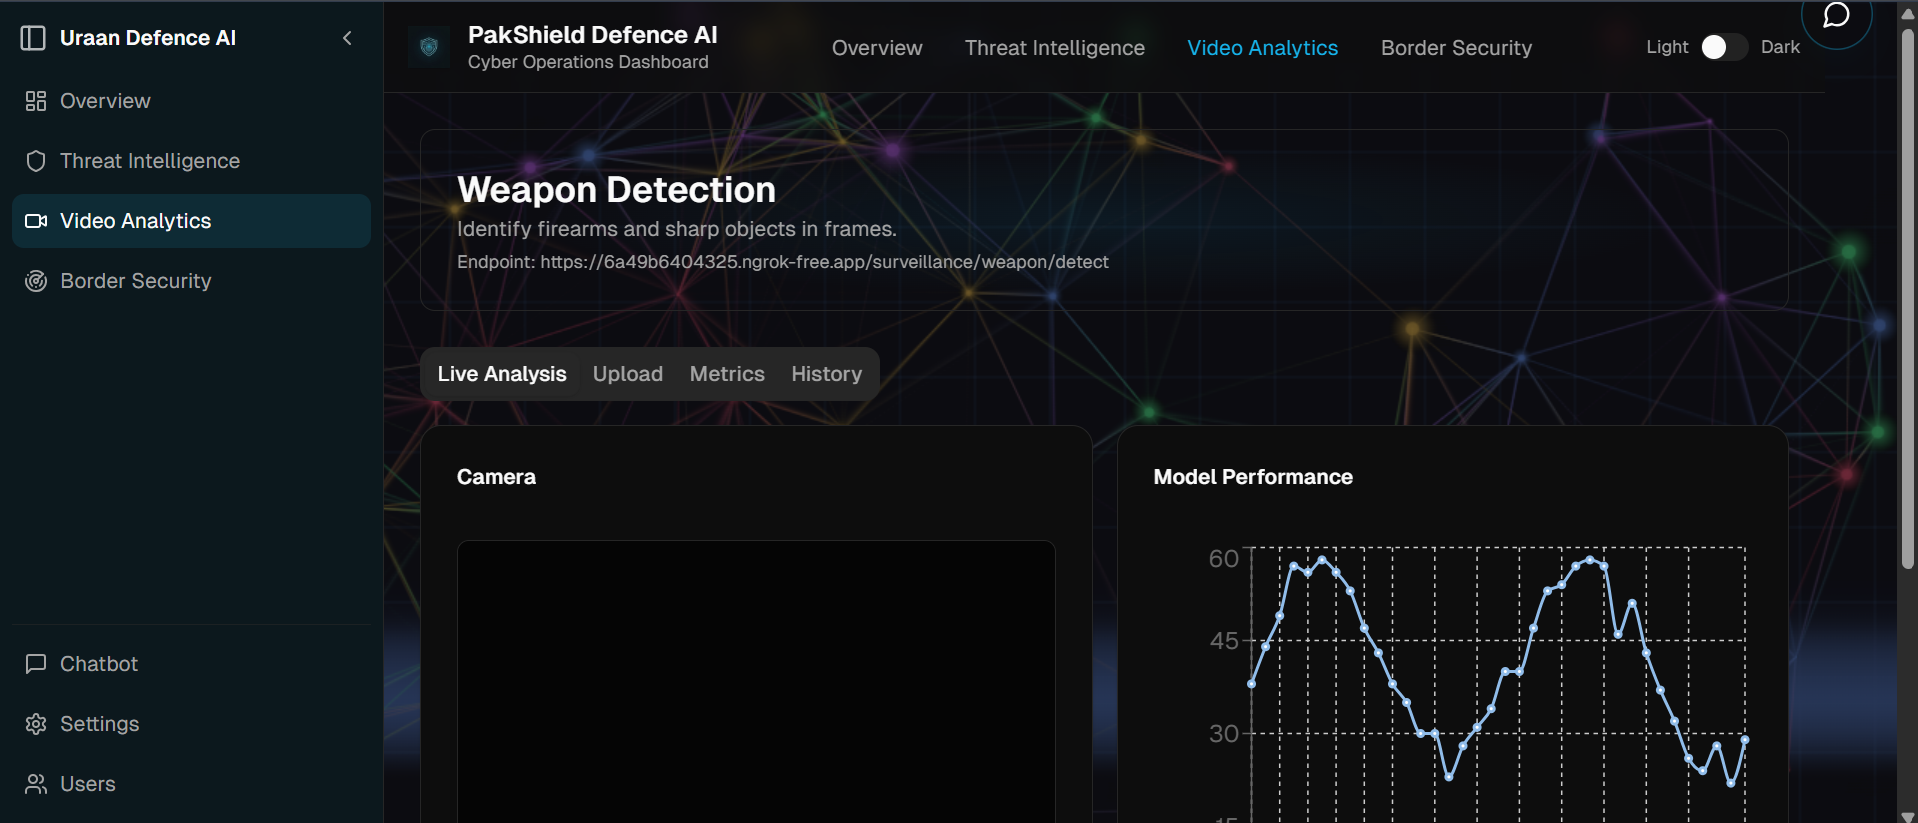 Uraan Defence AI
Overview
Threat Intelligence
Video Analytics
Border Security
Chatbot
Settings
Users
PakShield Defence AI
Cyber Operations Dashboard
Overview
Threat Intelligence
Video Analytics
Border Security
Light
Dark
Weapon Detection
Identify firearms and sharp objects in frames.
Endpoint: https://6a49b6404325.ngrok-free.app/surveillance/weapon/detect
Live Analysis
Upload
Metrics
History
Camera
Model Performance
60
45
30